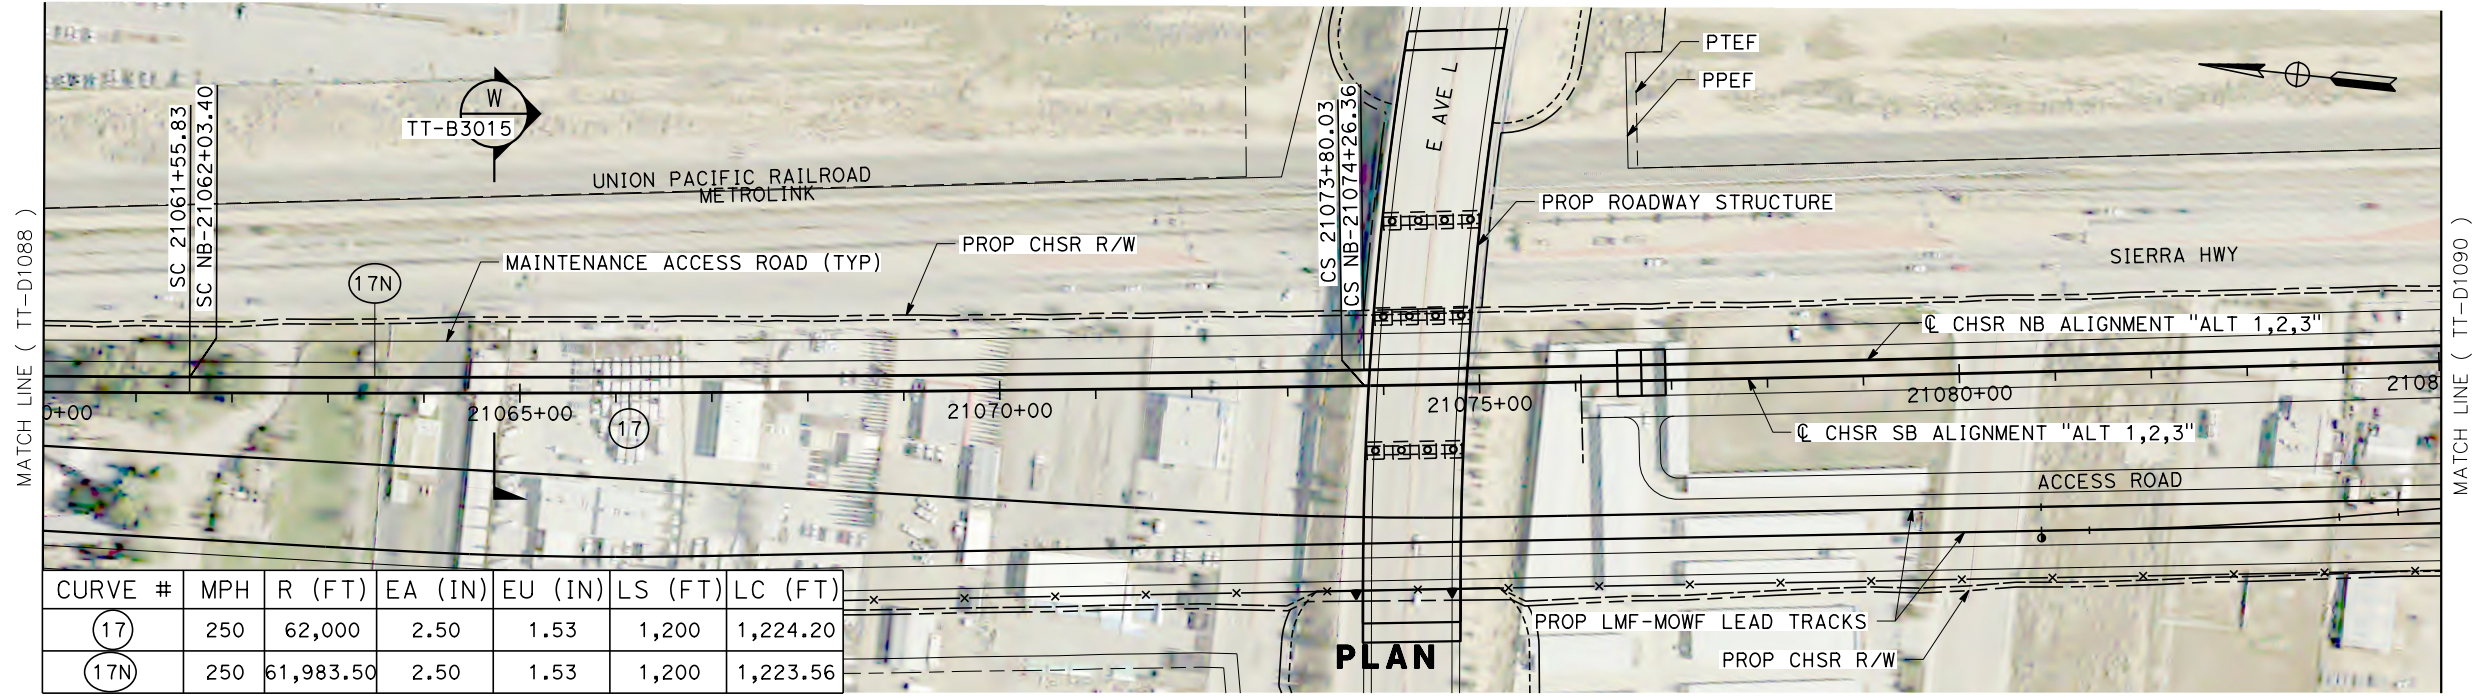 PTEF
PPEF
W
TT-B3015
SC 21061+55.83
SC NB-21062+03.40
CS 21073+80.03
CS NB-21074+26.36
E AVE L
UNION PACIFIC RAILROAD
METROLINK
PROP ROADWAY STRUCTURE
PROP CHSR R/W
MAINTENANCE ACCESS ROAD (TYP)
SIERRA HWY
17N
MATCH LINE ( TT-D1088 )
MATCH LINE ( TT-D1090 )
℄ CHSR NB ALIGNMENT "ALT 1,2,3"
0+00
21065+00
21070+00
21075+00
21080+00
2108
17
℄ CHSR SB ALIGNMENT "ALT 1,2,3"
ACCESS ROAD
CURVE # MPH R (FT) EA (IN) EU (IN) LS (FT) LC (FT)
17 250 62,000 2.50 1.53 1,200 1,224.20
17N 250 61,983.50 2.50 1.53 1,200 1,223.56
PROP LMF-MOWF LEAD TRACKS
PROP CHSR R/W
PLAN